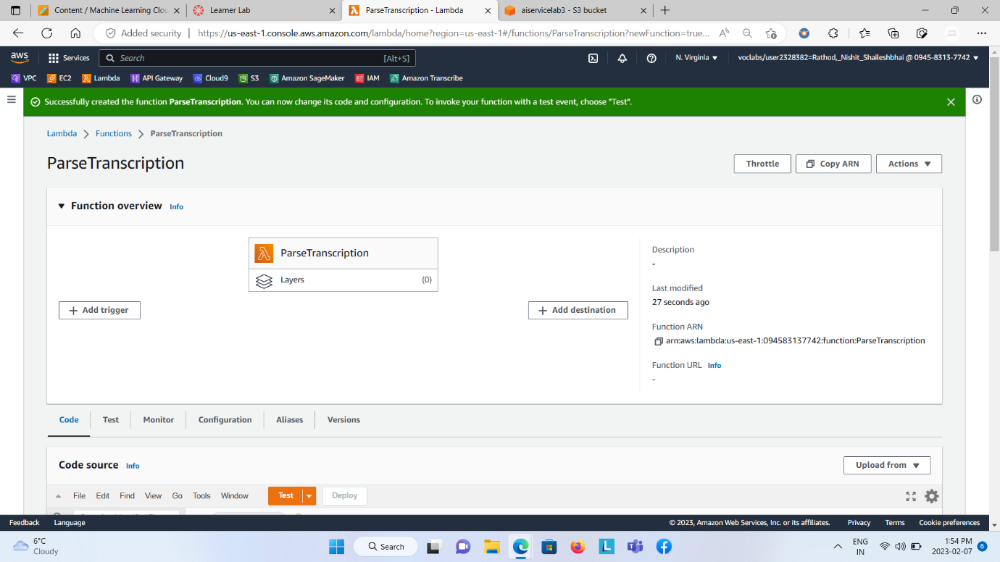 Content / Machine Learning Clo
Learner Lab
ParseTranscription - Lambda
aiservicelab3 - S3 bucket
Added security
https://us-east-1.console.aws.amazon.com/lambda/home?region=us-east-1#/functions/ParseTranscription?newFunction=true...
aws
Services
Search
[Alt+S]
N. Virginia
voclabs/user2328382=Rathod,_Nishit_Shaileshbhai @ 0945-8313-7742
VPC
EC2
Lambda
API Gateway
Cloud9
S3
Amazon SageMaker
IAM
Amazon Transcribe
Successfully created the function ParseTranscription. You can now change its code and configuration. To invoke your function with a test event, choose "Test".
Lambda > Functions > ParseTranscription
ParseTranscription
Throttle
Copy ARN
Actions
Function overview Info
ParseTranscription
Layers (0)
Add trigger
Add destination
Description
-
Last modified
27 seconds ago
Function ARN
arn:aws:lambda:us-east-1:094583137742:function:ParseTranscription
Function URL Info
-
Code
Test
Monitor
Configuration
Aliases
Versions
Code source Info
Upload from
File Edit Find View Go Tools Window
Test
Deploy
Feedback
Language
© 2023, Amazon Web Services, Inc. or its affiliates.
Privacy
Terms
Cookie preferences
6°C
Cloudy
Search
ENG
IN
1:54 PM
2023-02-07
6